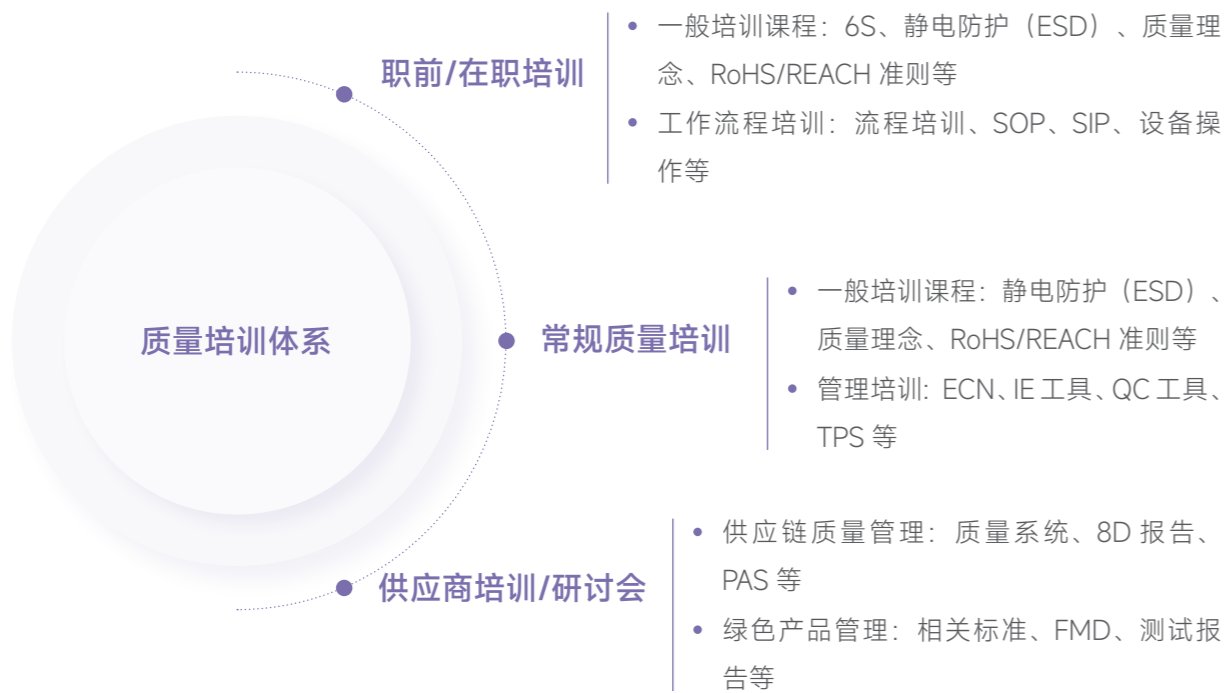 质量培训体系
职前/在职培训
• 一般培训课程：6S、静电防护（ESD）、质量理
念、RoHS/REACH 准则等
• 工作流程培训：流程培训、SOP、SIP、设备操
作等
常规质量培训
• 一般培训课程：静电防护（ESD）、
质量理念、RoHS/REACH 准则等
• 管理培训: ECN、IE 工具、QC 工具、
TPS 等
供应商培训/研讨会
• 供应链质量管理：质量系统、8D 报告、
PAS 等
• 绿色产品管理：相关标准、FMD、测试报
告等